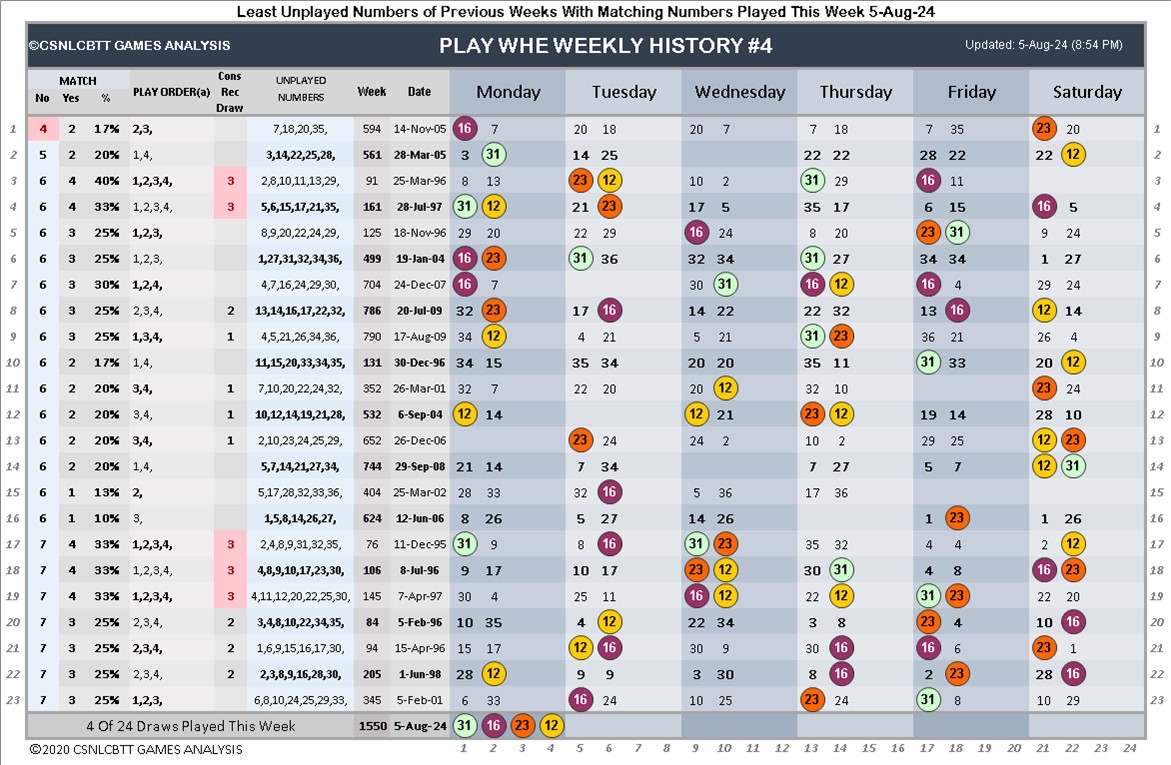 Least Unplayed Numbers of Previous Weeks With Matching Numbers Played This Week 5-Aug-24
©CSNLCBTT GAMES ANALYSIS PLAY WHE WEEKLY HISTORY #4 Updated: 5-Aug-24 (8:54 PM)
MATCH PLAY ORDER(a) Cons Rec Draw UNPLAYED NUMBERS Week Date Monday Tuesday Wednesday Thursday Friday Saturday
No Yes %
1 4 2 17% 2,3, 7,18,20,35, 594 14-Nov-05 16 7 20 18 20 7 7 18 7 35 23 20 1
2 5 2 20% 1,4, 3,14,22,25,28, 561 28-Mar-05 3 31 14 25 22 22 28 22 22 12 2
3 6 4 40% 1,2,3,4, 3 2,8,10,11,13,29, 91 25-Mar-96 8 13 23 12 10 2 31 29 16 11 3
4 6 4 33% 1,2,3,4, 3 5,6,15,17,21,35, 161 28-Jul-97 31 12 21 23 17 5 35 17 6 15 16 5 4
5 6 3 25% 1,2,3, 8,9,20,22,24,29, 125 18-Nov-96 29 20 22 29 16 24 8 20 23 31 9 24 5
6 6 3 25% 1,2,3, 1,27,31,32,34,36, 499 19-Jan-04 16 23 31 36 32 34 31 27 34 34 1 27 6
7 6 3 30% 1,2,4, 4,7,16,24,29,30, 704 24-Dec-07 16 7 30 31 16 12 16 4 29 24 7
8 6 3 25% 2,3,4, 2 13,14,16,17,22,32, 786 20-Jul-09 32 23 17 16 14 22 22 32 13 16 12 14 8
9 6 3 25% 1,3,4, 1 4,5,21,26,34,36, 790 17-Aug-09 34 12 4 21 5 21 31 23 36 21 26 4 9
10 6 2 17% 1,4, 11,15,20,33,34,35, 131 30-Dec-96 34 15 35 34 20 20 35 11 31 33 20 12 10
11 6 2 20% 3,4, 1 7,10,20,22,24,32, 352 26-Mar-01 32 7 22 20 20 12 32 10 23 24 11
12 6 2 20% 3,4, 1 10,12,14,19,21,28, 532 6-Sep-04 12 14 12 21 23 12 19 14 28 10 12
13 6 2 20% 3,4, 1 2,10,23,24,25,29, 652 26-Dec-06 23 24 24 2 10 2 29 25 12 23 13
14 6 2 20% 1,4, 5,7,14,21,27,34, 744 29-Sep-08 21 14 7 34 7 27 5 7 12 31 14
15 6 1 13% 2, 5,17,28,32,33,36, 404 25-Mar-02 28 33 32 16 5 36 17 36 15
16 6 1 10% 3, 1,5,8,14,26,27, 624 12-Jun-06 8 26 5 27 14 26 1 23 1 26 16
17 7 4 33% 1,2,3,4, 3 2,4,8,9,31,32,35, 76 11-Dec-95 31 9 8 16 31 23 35 32 4 4 2 12 17
18 7 4 33% 1,2,3,4, 3 4,8,9,10,17,23,30, 106 8-Jul-96 9 17 10 17 23 12 30 31 4 8 16 23 18
19 7 4 33% 1,2,3,4, 3 4,11,12,20,22,25,30, 145 7-Apr-97 30 4 25 11 16 12 22 12 31 23 22 20 19
20 7 3 25% 2,3,4, 2 3,4,8,10,22,34,35, 84 5-Feb-96 10 35 4 12 22 34 3 8 23 4 10 16 20
21 7 3 25% 2,3,4, 2 1,6,9,15,16,17,30, 94 15-Apr-96 15 17 12 16 30 9 30 16 16 6 23 1 21
22 7 3 25% 2,3,4, 2 2,3,8,9,16,28,30, 205 1-Jun-98 28 12 9 9 3 30 8 16 2 23 28 16 22
23 7 3 25% 1,2,3, 6,8,10,24,25,29,33, 345 5-Feb-01 6 33 16 24 10 25 23 24 31 8 10 29 23
4 Of 24 Draws Played This Week 1550 5-Aug-24 31 16 23 12
©2020 CSNLCBTT GAMES ANALYSIS 1 2 3 4 5 6 7 8 9 10 11 12 13 14 15 16 17 18 19 20 21 22 23 24